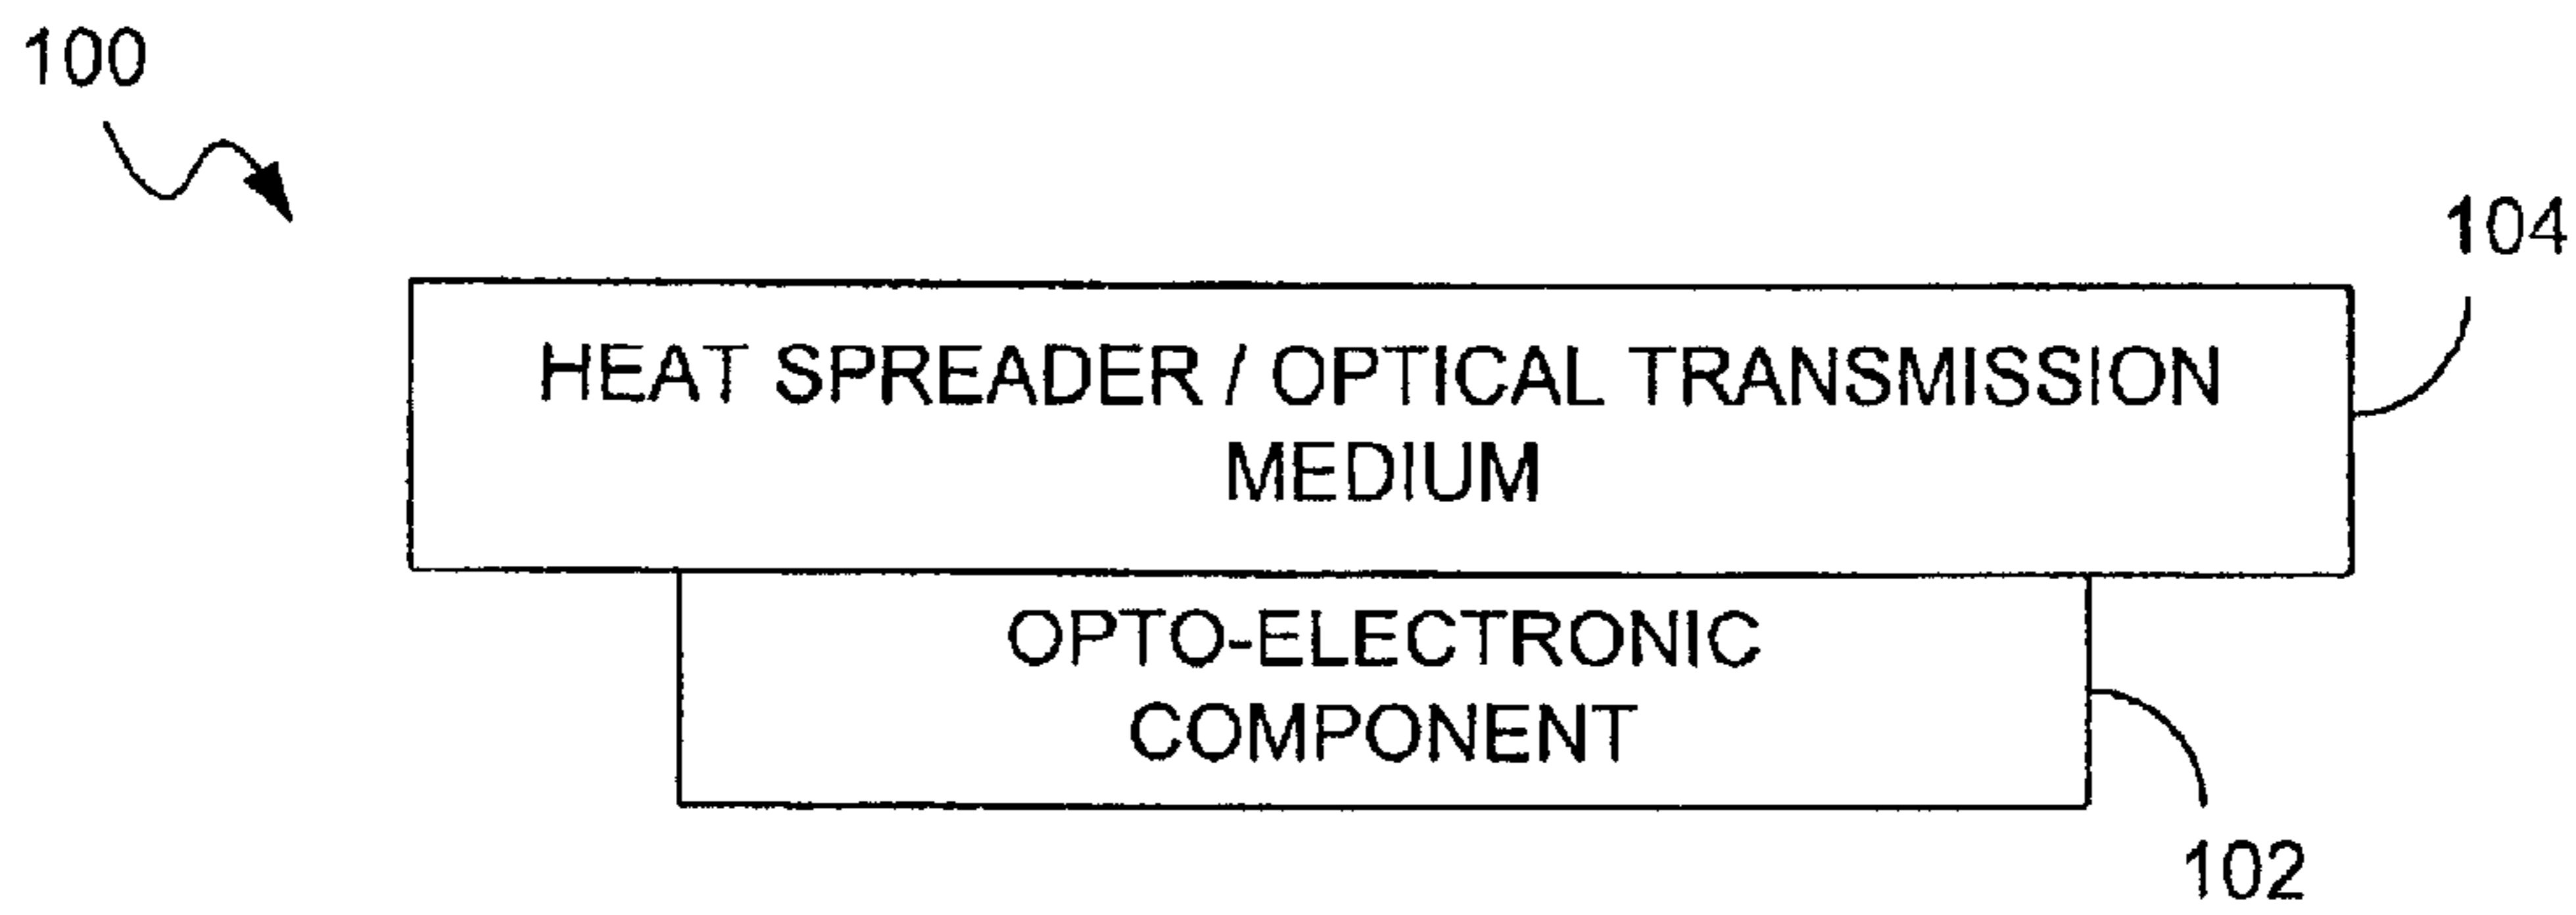 100
104
HEAT SPREADER / OPTICAL TRANSMISSION
MEDIUM
OPTO-ELECTRONIC
COMPONENT
102